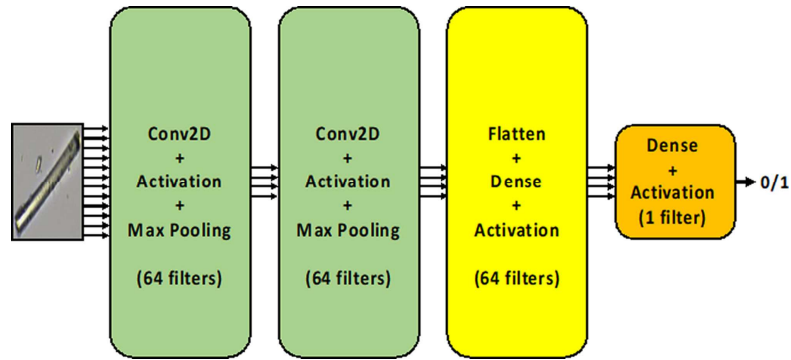 Conv2D
+
Activation
+
Max Pooling
(64 filters)
Conv2D
+
Activation
+
Max Pooling
(64 filters)
Flatten
+
Dense
+
Activation
(64 filters)
Dense
+
Activation
(1 filter)
0/1